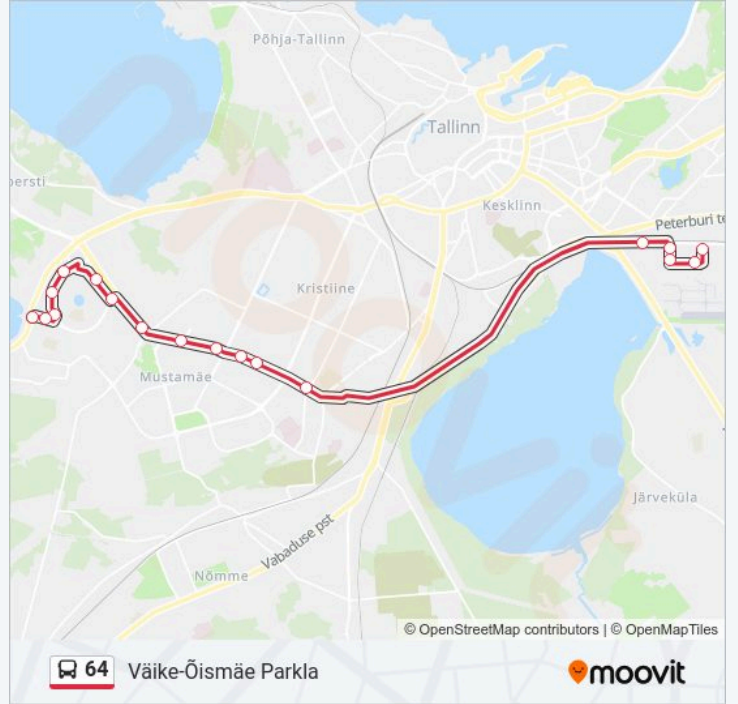 Põhja-Tallinn
Tallinn
persti
Kesklinn
Peterburi te
Kristiine
Mustamäe
Järveküla
Vabaduse pst
Nõmme
© OpenStreetMap contributors | © OpenMapTiles
64 Väike-Õismäe Parkla
moovit